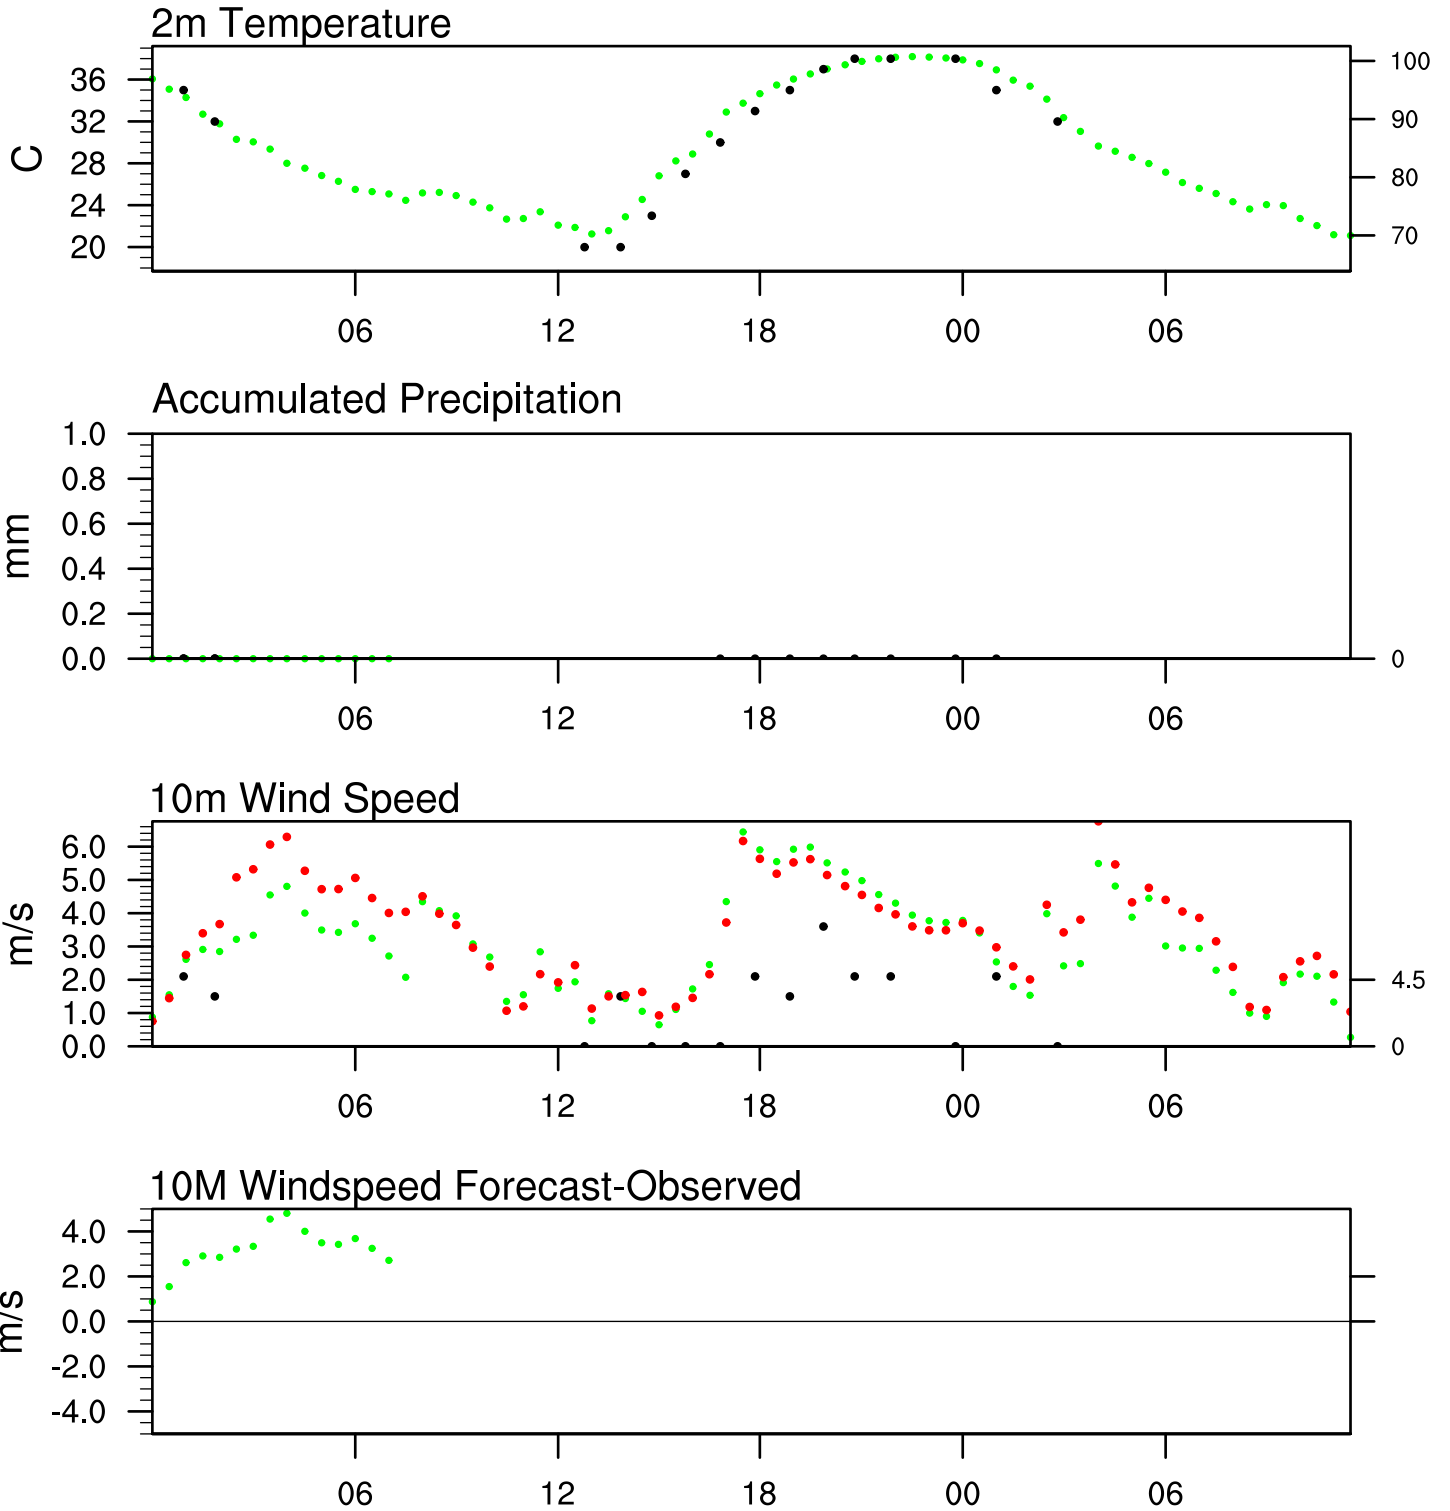 2m Temperature
36
32
28
24
20
C
100
90
80
70
06 12 18 00 06
Accumulated Precipitation
1.0
0.8
0.6
0.4
0.2
0.0
mm
0
06 12 18 00 06
10m Wind Speed
6.0
5.0
4.0
3.0
2.0
1.0
0.0
m/s
4.5
0
06 12 18 00 06
10M Windspeed Forecast-Observed
4.0
2.0
0.0
-2.0
-4.0
m/s
06 12 18 00 06